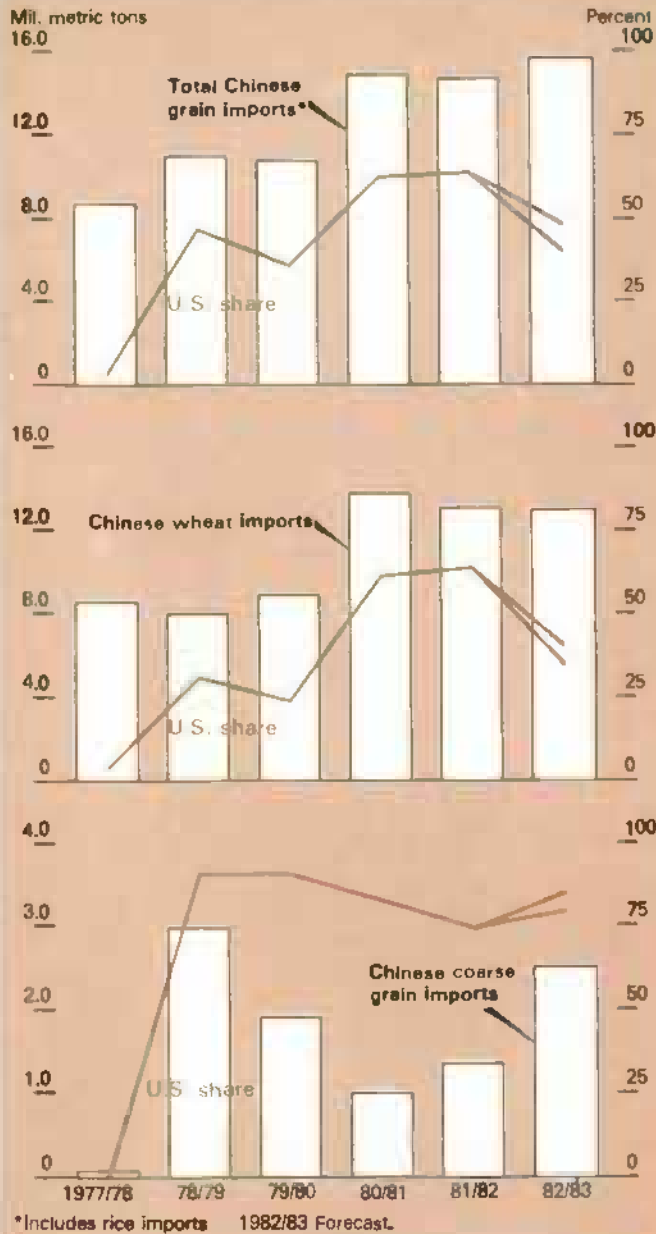 Mil. metric tons Percent
16.0 100
Total Chinese
grain imports*
12.0 75
8.0 50
4.0 25
U.S. share
0 0
16.0 100
12.0 75
Chinese wheat imports
8.0 50
4.0 25
U.S. share
0 0
4.0 100
3.0 75
Chinese coarse
grain imports
2.0 50
1.0 25
U.S. share
0 0
1977/78 78/79 79/80 80/81 81/82 82/83
*Includes rice imports 1982/83 Forecast.